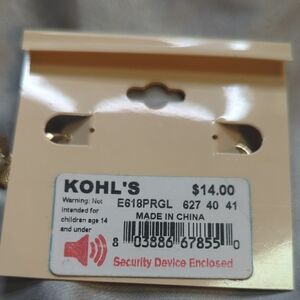 KOHL'S
$14.00
Warning: Not
intended for
children age 14
and under
E618PRGL 627 40 41
MADE IN CHINA
8 03886 67855 0
Security Device Enclosed